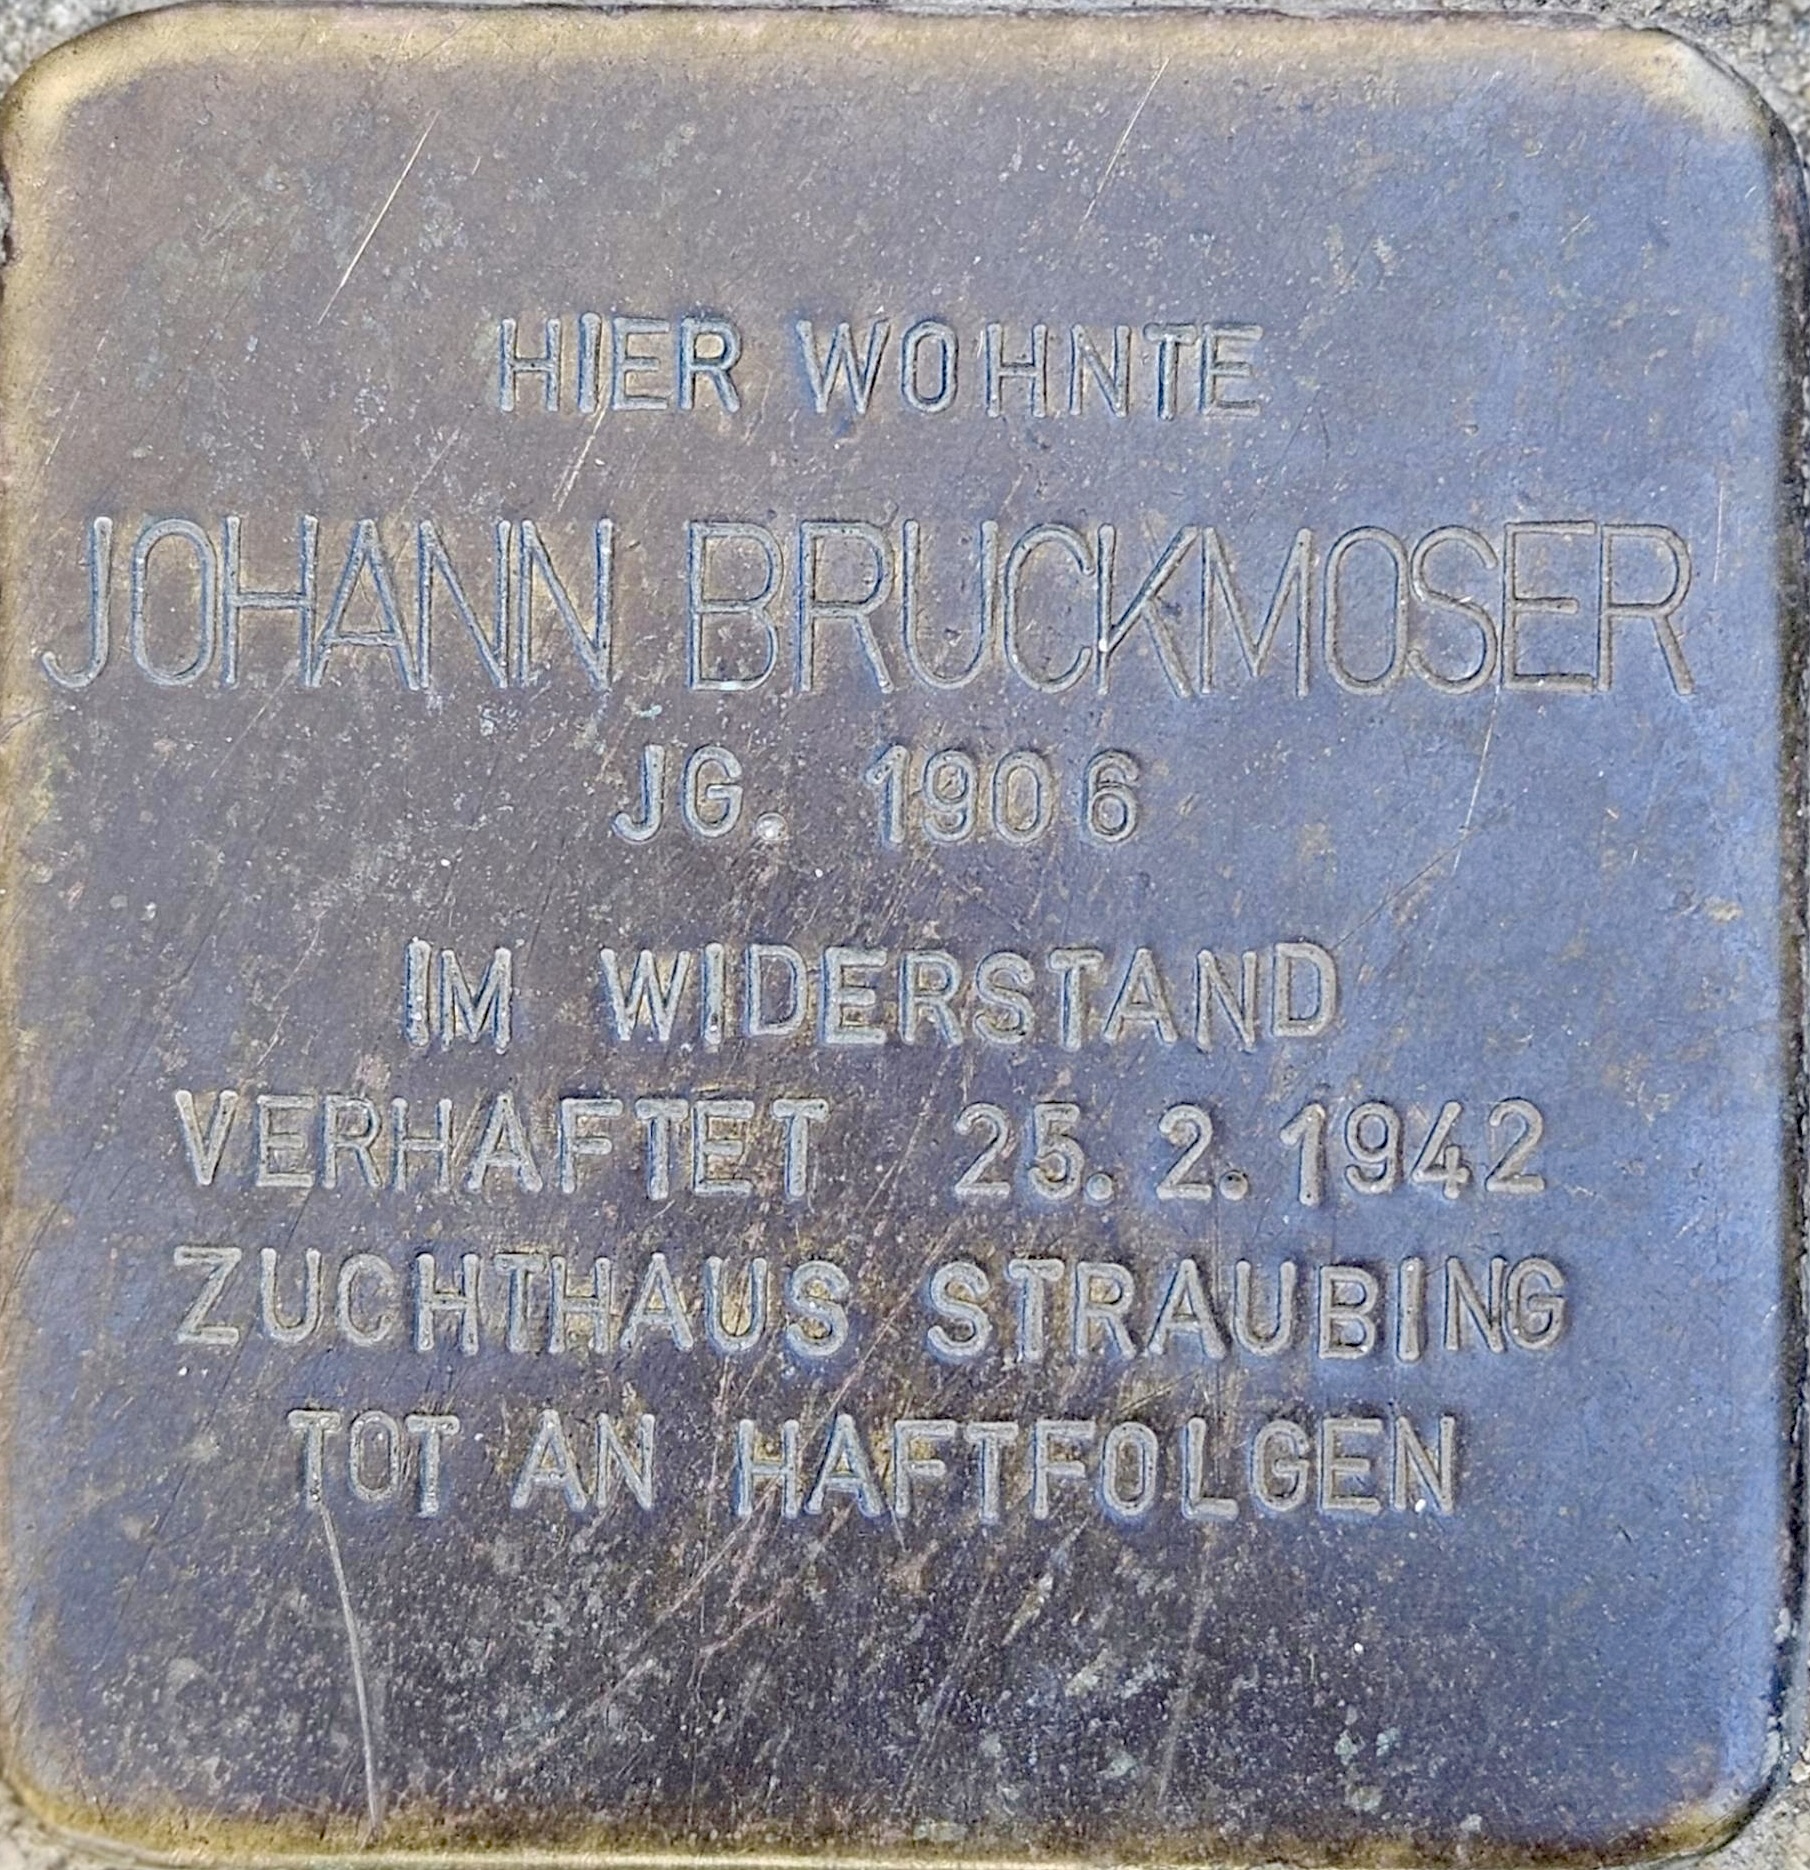 HIER WOHNTE
JOHANN BRUCKMOSER
JG. 1906
IM WIDERSTAND
VERHAFTET 25.2.1942
ZUCHTHAUS STRAUBING
TOT AN HAFTFOLGEN